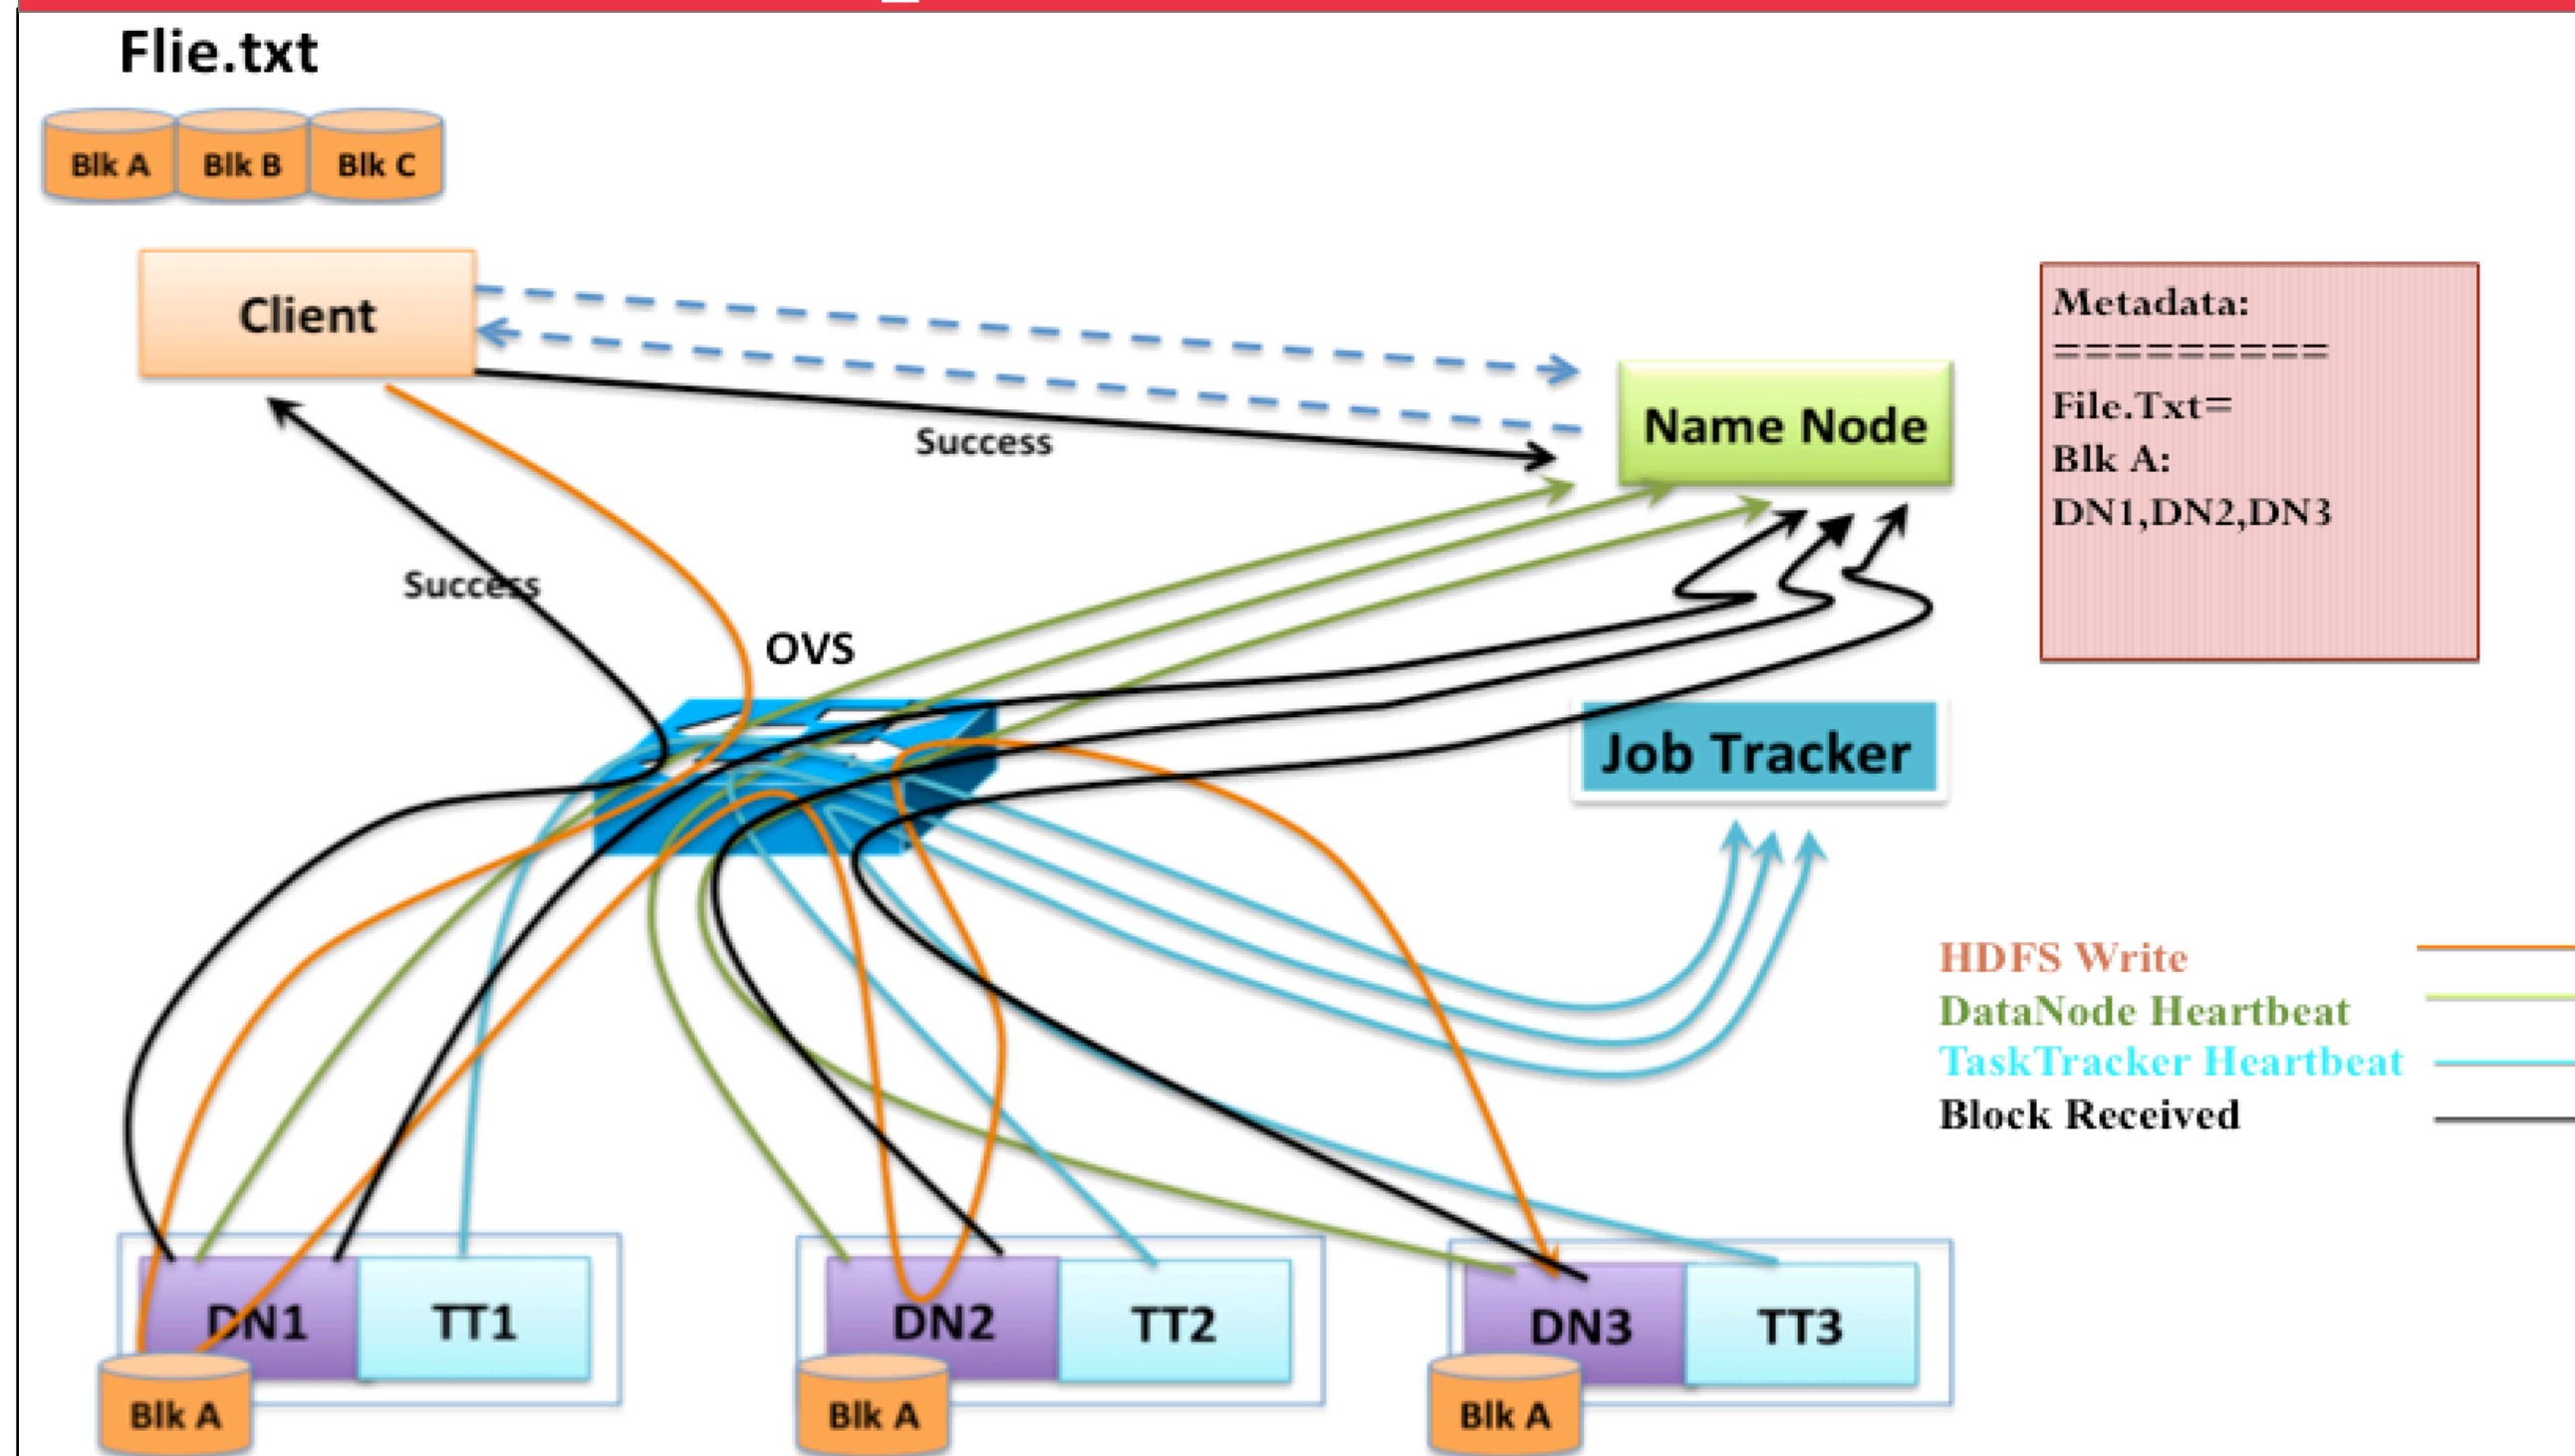 Flie.txt
Blk A
Blk B
Blk C
Client
Success
Name Node
Metadata:
=========
File.Txt=
Blk A:
DN1,DN2,DN3
Success
OVS
Job Tracker
HDFS Write
DataNode Heartbeat
TaskTracker Heartbeat
Block Received
DN1
TT1
DN2
TT2
DN3
TT3
Blk A
Blk A
Blk A